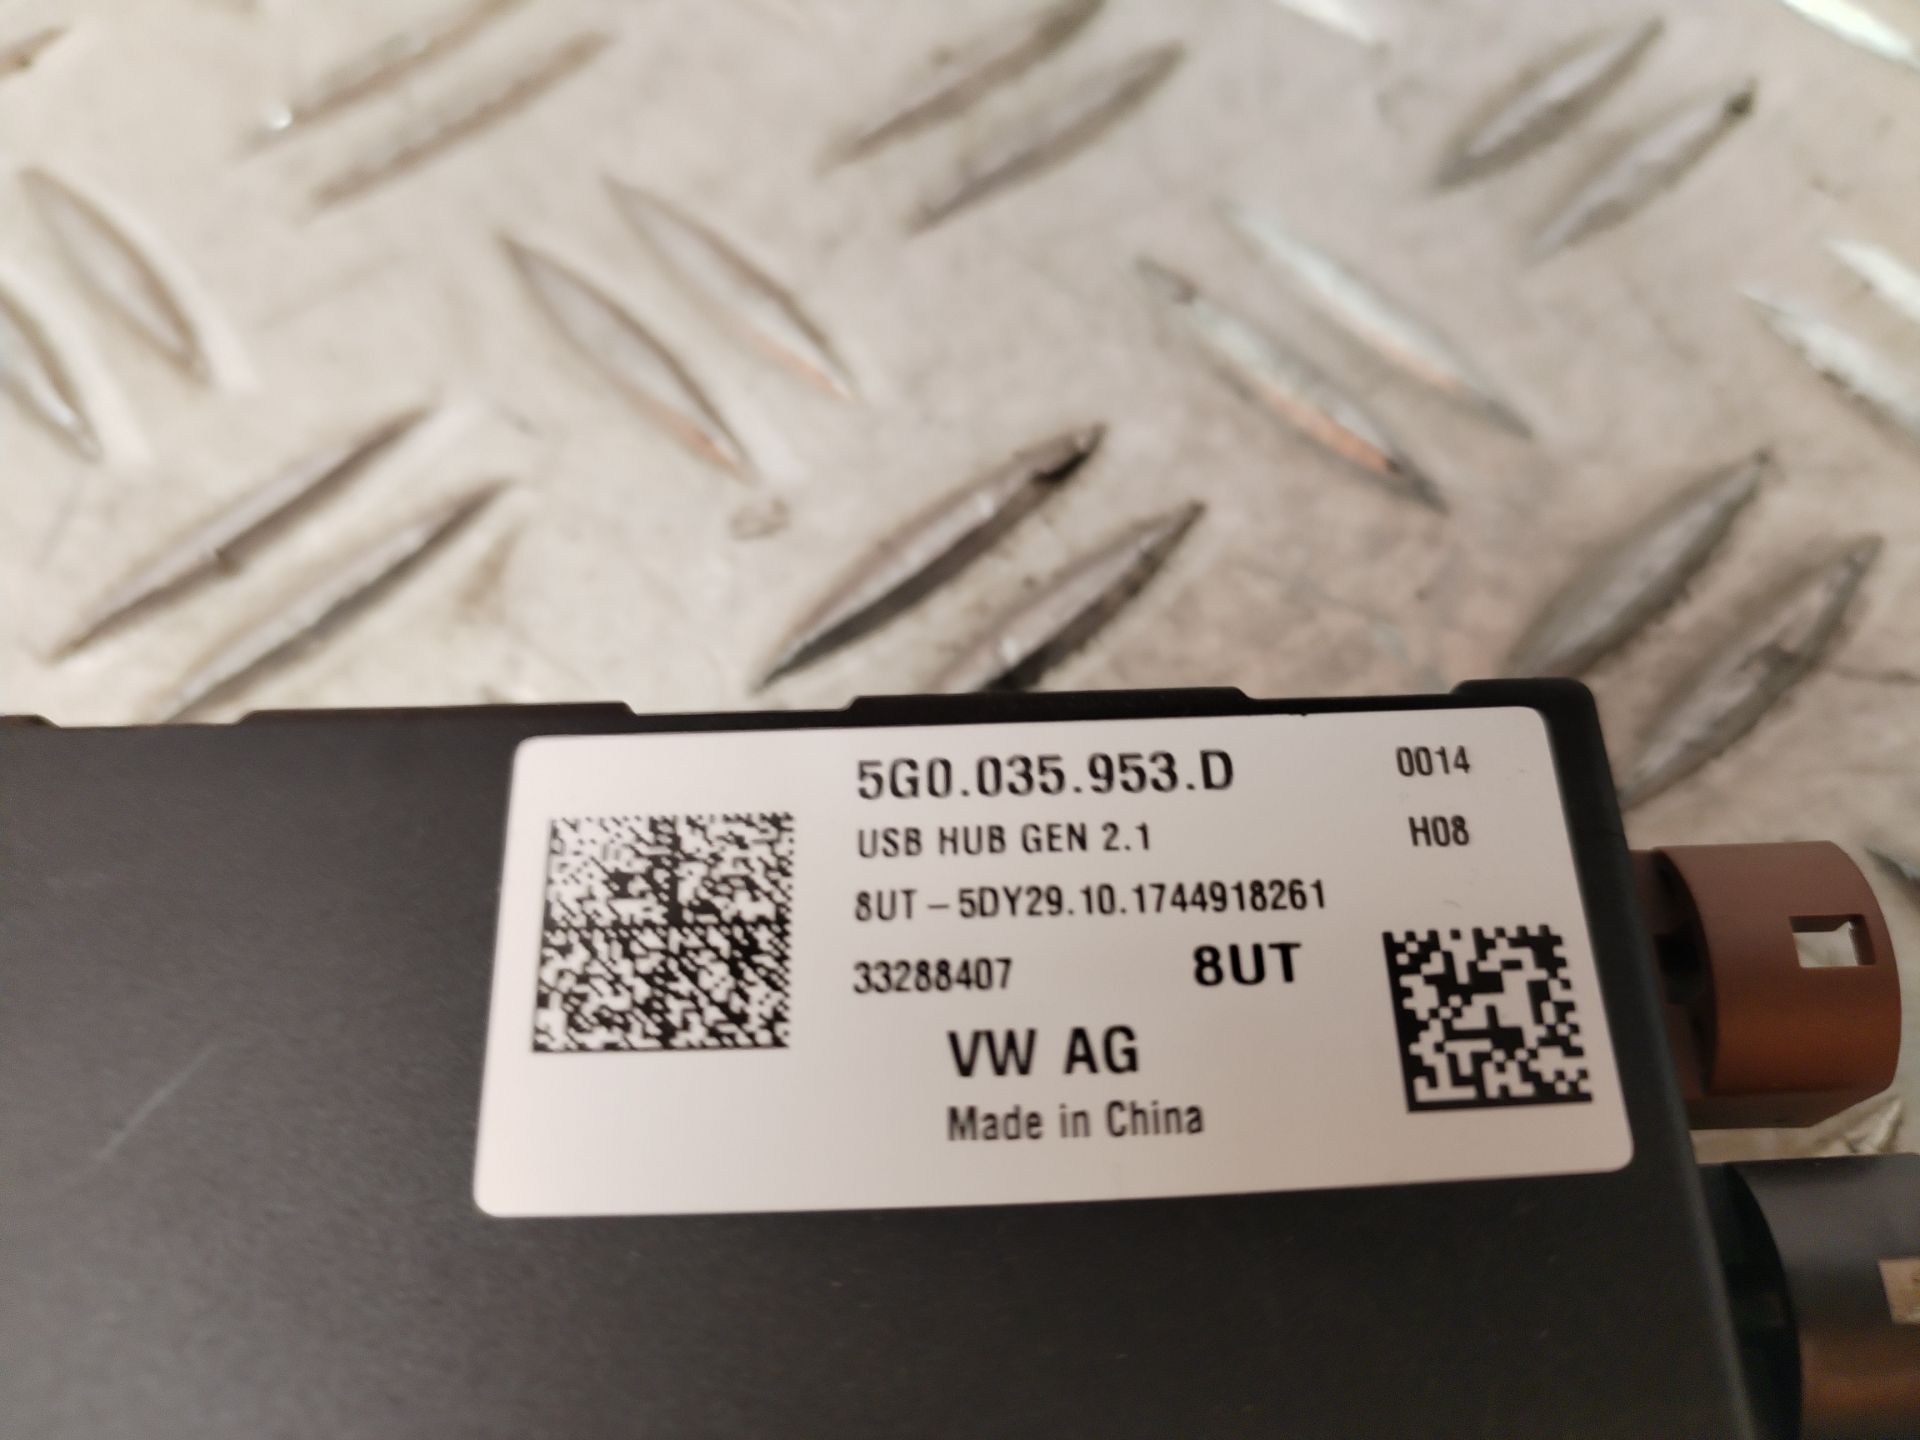 5G0.035.953.D 0014
USB HUB GEN 2.1 H08
8UT – 5DY29.10.1744918261
33288407 8UT
VW AG
Made in China